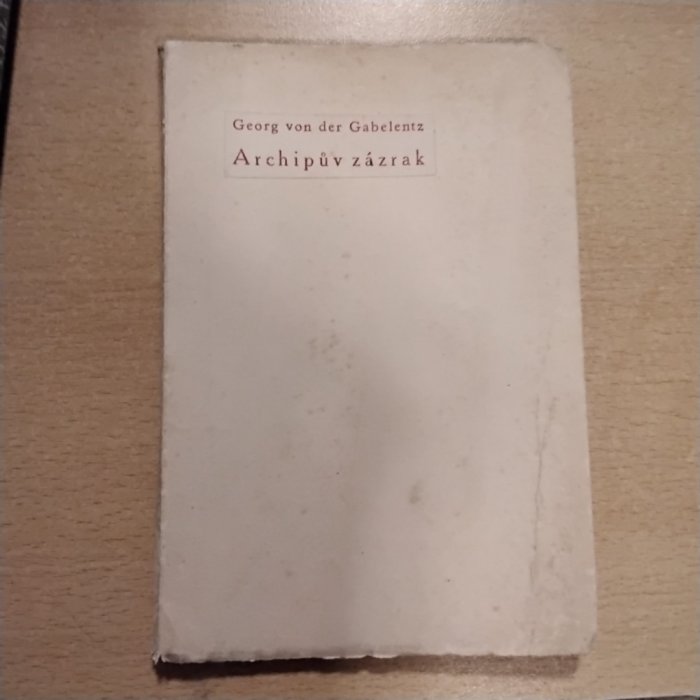 Georg von der Gabelentz
Archipův zázrak